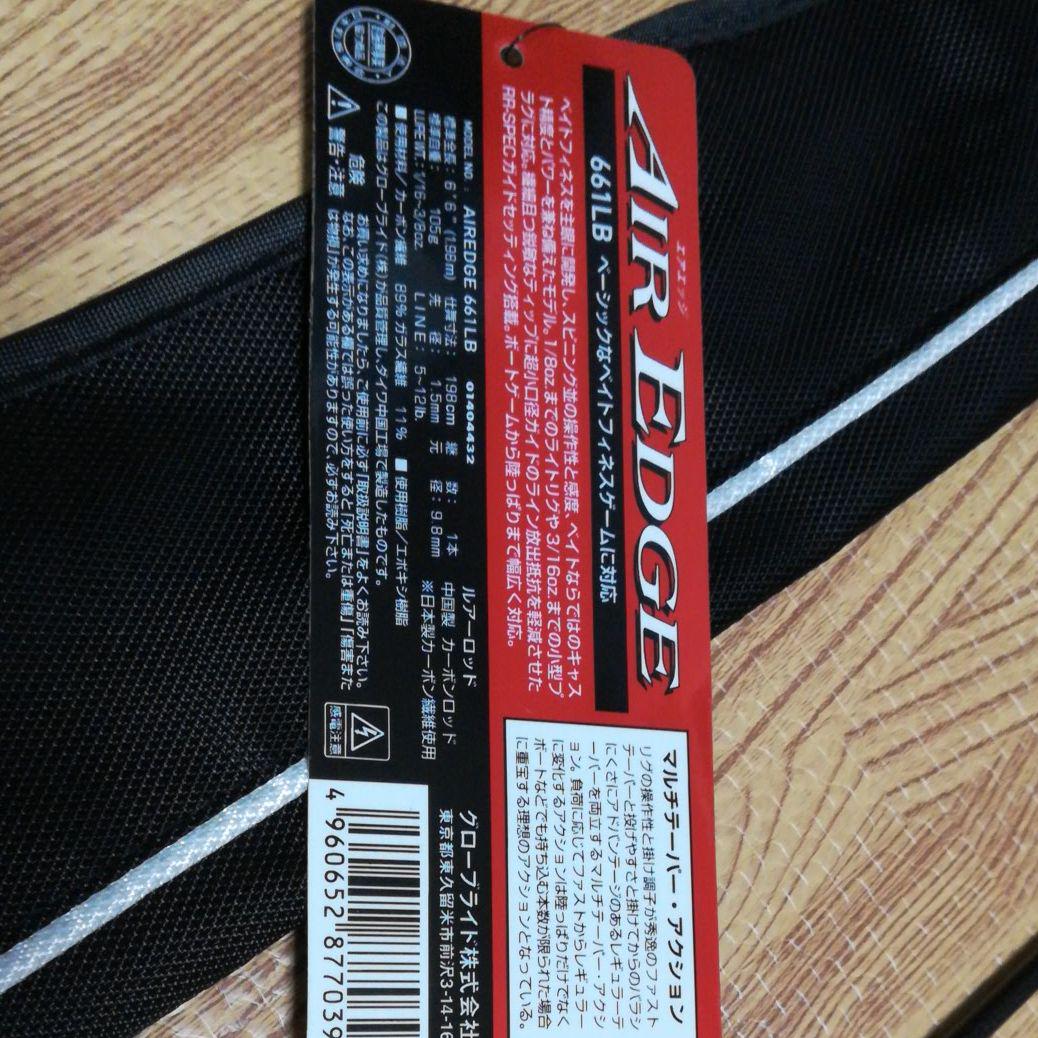 AIR EDGE
エアエッジ
661LB ベーシックなベイトフィネスゲームに対応
ベイトフィネスを主眼に開発し、スピニング並の操作性と感度、ベイトならではのキャス
ト精度とパワーを兼ね備えたモデル。1/8oz.までのライトリグや3/16oz.までの小型プ
ラグに対応。繊細且つ鋭敏なティップに超小口径ガイドのライン放出抵抗を軽減させた
RR-SPECガイドセッティング搭載。ボートゲームから陸っぱりまで幅広く対応。
マルチテーパー・アクション
リグの操作性と掛け調子が秀逸のファスト
テーパーと投げやすさと掛けてからのバラシ
にくさにアドバンテージのあるレギュラーテ
ーパーを両立するマルチテーパー・アクシ
ョン。負荷に応じてファストからレギュラー
に変化するアクションは陸っぱりだけでなく
ボートなどでも持ち込む本数が限られた場合
に重宝する理想のアクションとなっている。
MODEL NO.: AIREDGE 661LB 01404432
標準全長: 6'6"(1.98m) 仕舞寸法: 198cm 継数: 1本
標準自重: 105g 先径: 1.5mm 元径: 9.8mm
LURE WT.: 1/16-3/8oz. LINE: 5~12lb.
■使用材料/カーボン繊維 89% ガラス繊維 11% ■使用樹脂/エポキシ樹脂
この製品はグローブライド(株)が品質管理し、ダイワ中国工場で製造したものです。
ルアーロッド
中国製 カーボンロッド
※日本製カーボン繊維使用
危険
警告・注意
お買い求めになりましたら、ご使用前に必ず「取扱説明書」をよくお読み下さい。
なお、この表示がある欄では誤った使い方をすると「死亡または重傷」「傷害また
は物損」が発生する可能性がありますので、必ずお読み下さい。
感電注意
グローブライド株式会社
東京都東久留米市前沢3-14-16
4 960652 877039